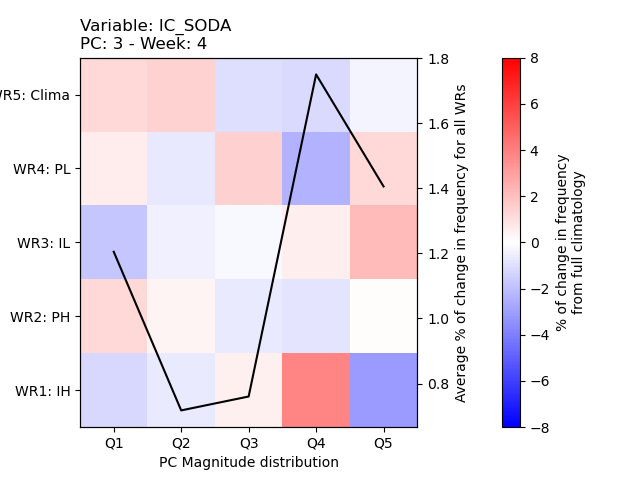 Variable: IC_SODA
PC: 3 - Week: 4
WR5: Clima
WR4: PL
WR3: IL
WR2: PH
WR1: IH
Q1 Q2 Q3 Q4 Q5
PC Magnitude distribution
1.8
1.6
1.4
1.2
1.0
0.8
Average % of change in frequency for all WRs
8
6
4
2
0
−2
−4
−6
−8
% of change in frequency
from full climatology